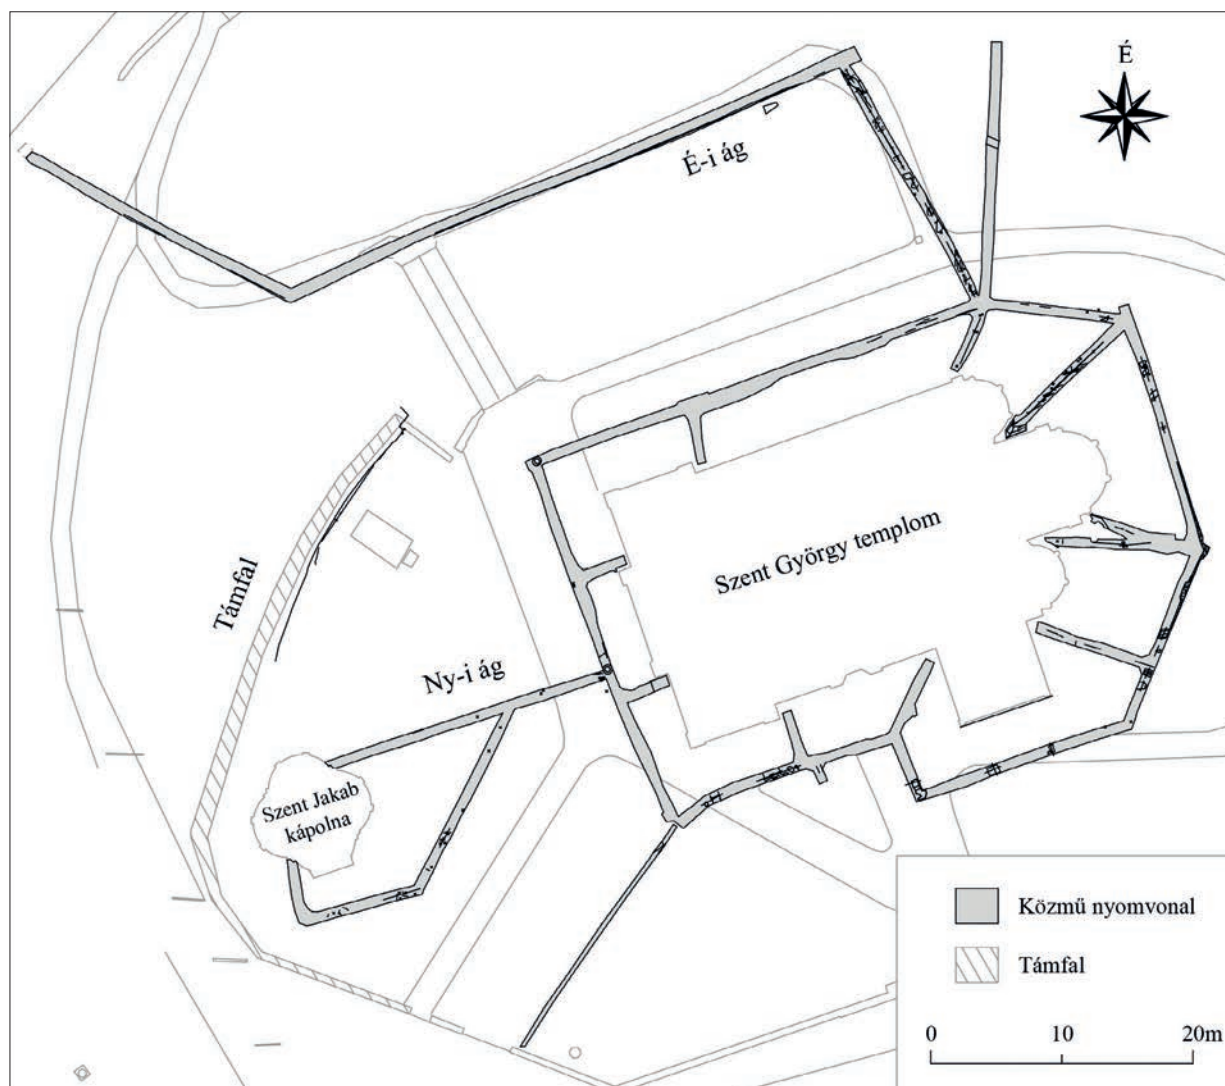 É
É-i ág
Szent György templom
Támfal
Ny-i ág
Szent Jakab
kápolna
Közmű nyomvonal
Támfal
0 10 20m